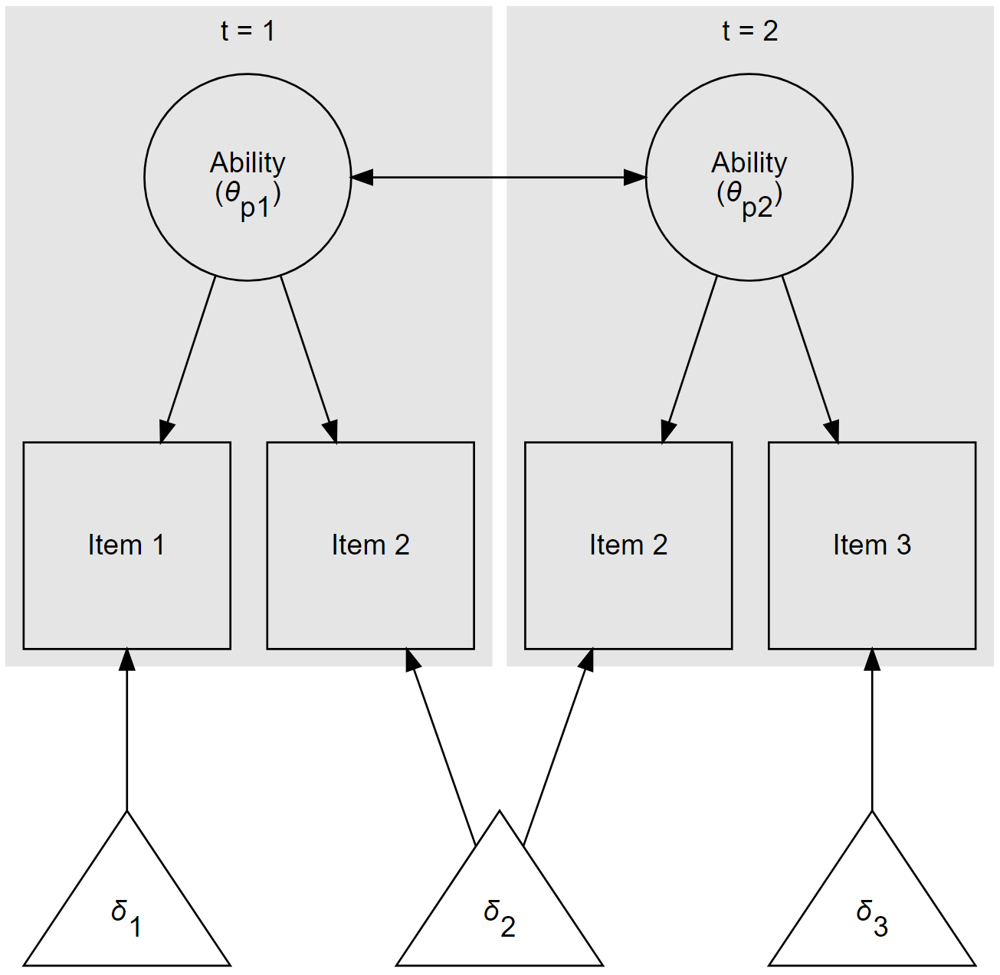 t = 1
t = 2
Ability
(θp1)
Ability
(θp2)
Item 1
Item 2
Item 2
Item 3
δ1
δ2
δ3